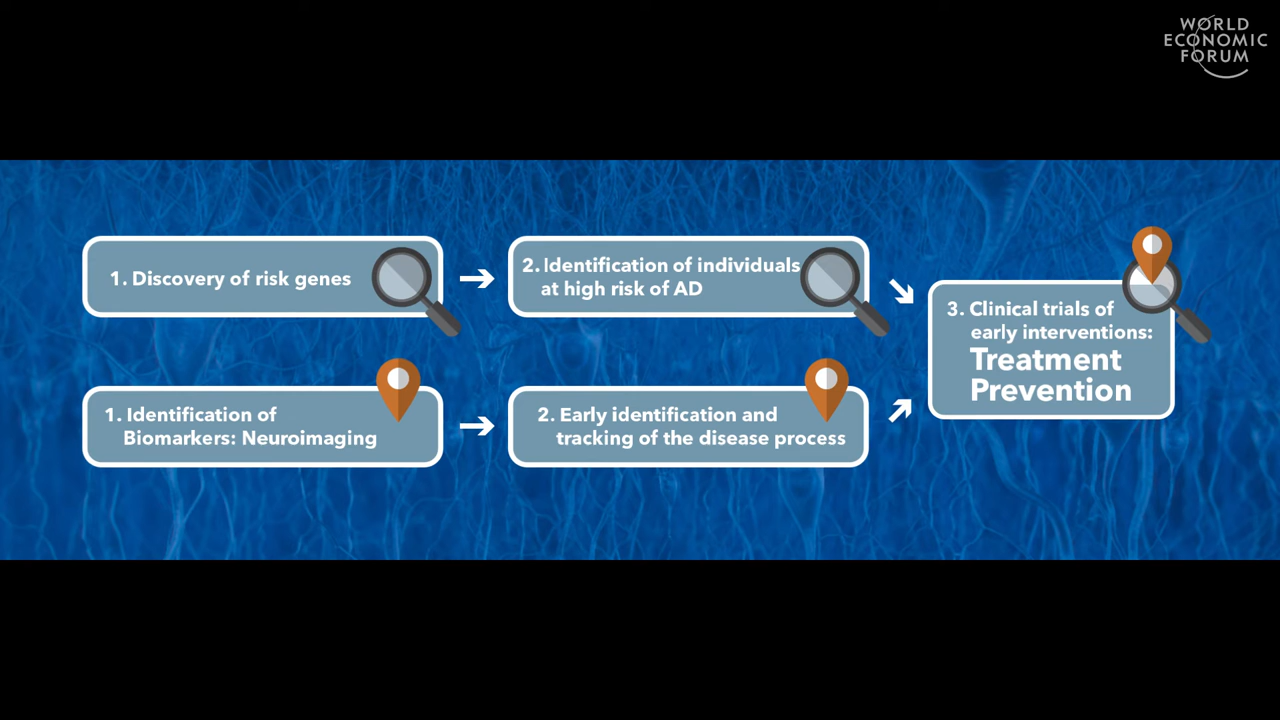 WORLD
ECONOMIC
FORUM
1. Discovery of risk genes
2. Identification of individuals
at high risk of AD
1. Identification of
Biomarkers: Neuroimaging
2. Early identification and
tracking of the disease process
3. Clinical trials of
early interventions:
Treatment
Prevention